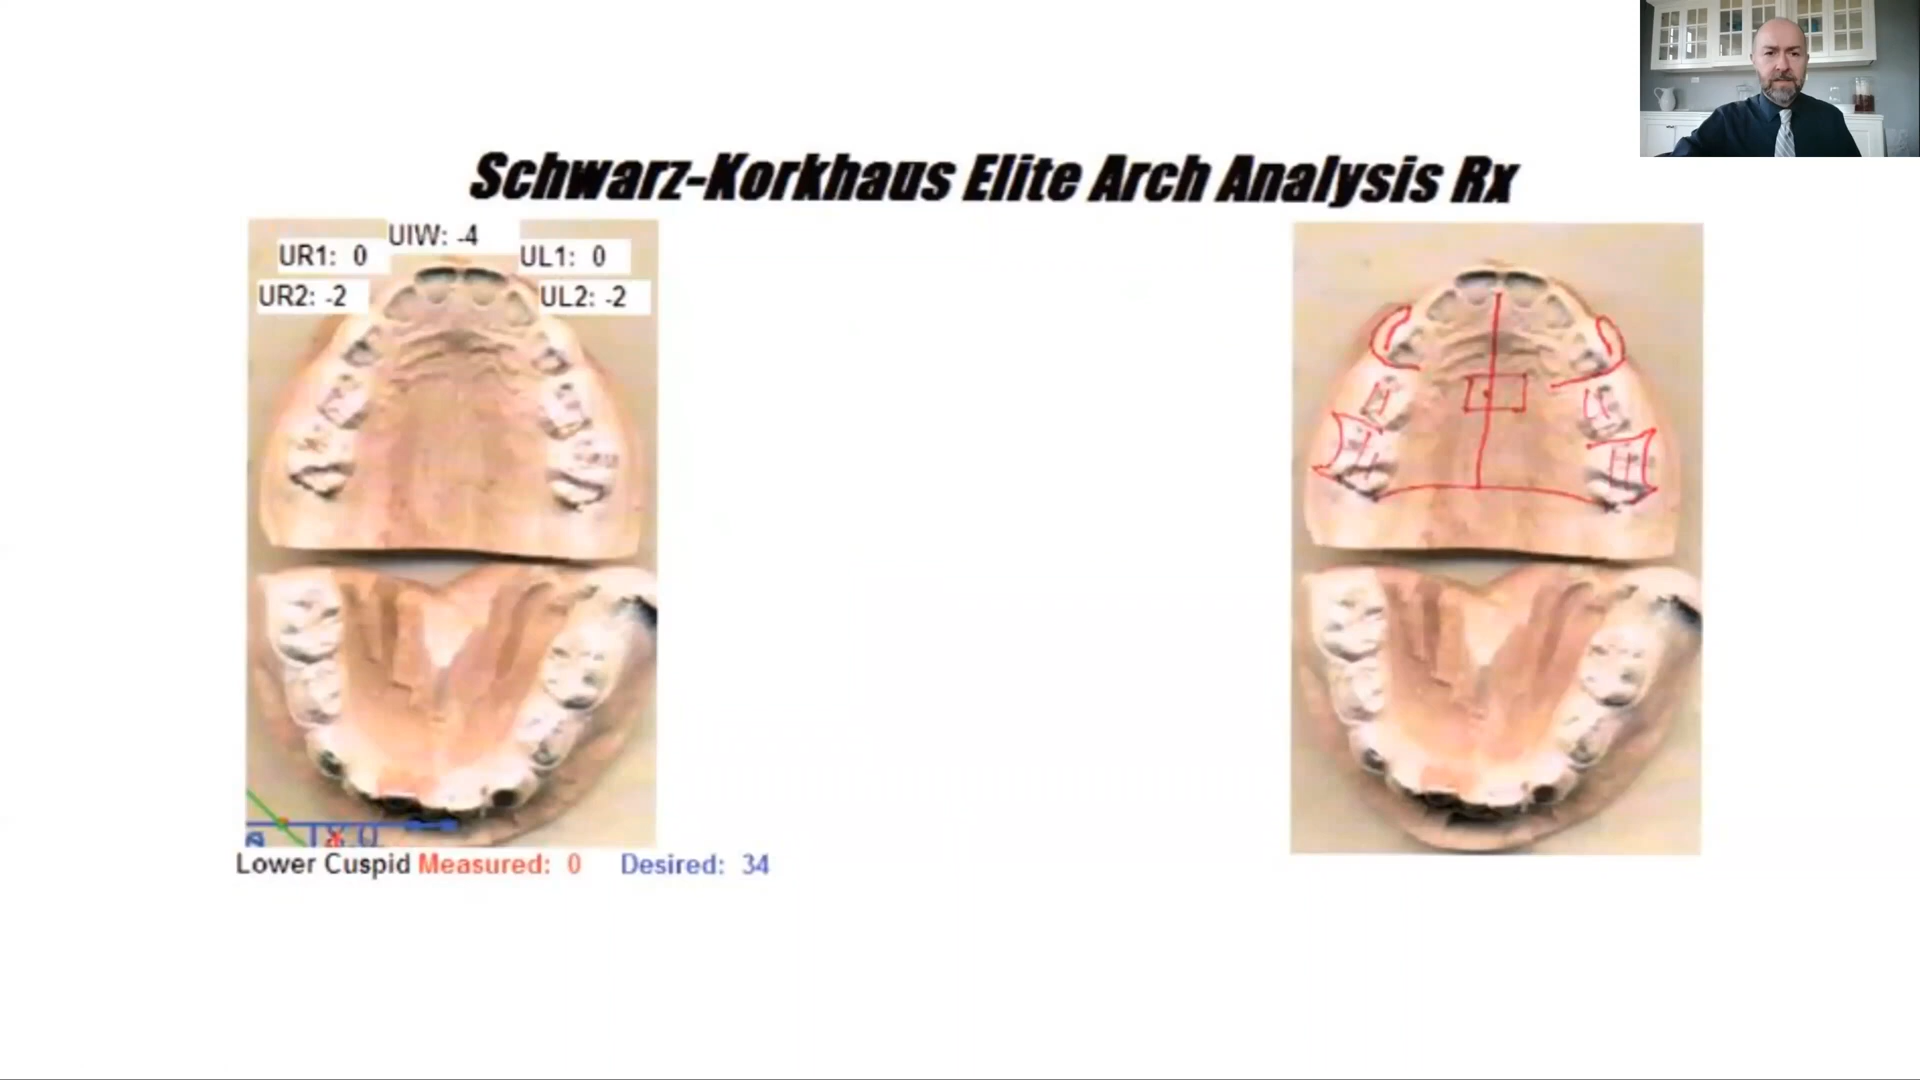 Schwarz-Korkhaus Elite Arch Analysis Rx
UIW: -4
UR1: 0
UL1: 0
UR2: -2
UL2: -2
Lower Cuspid Measured: 0 Desired: 34